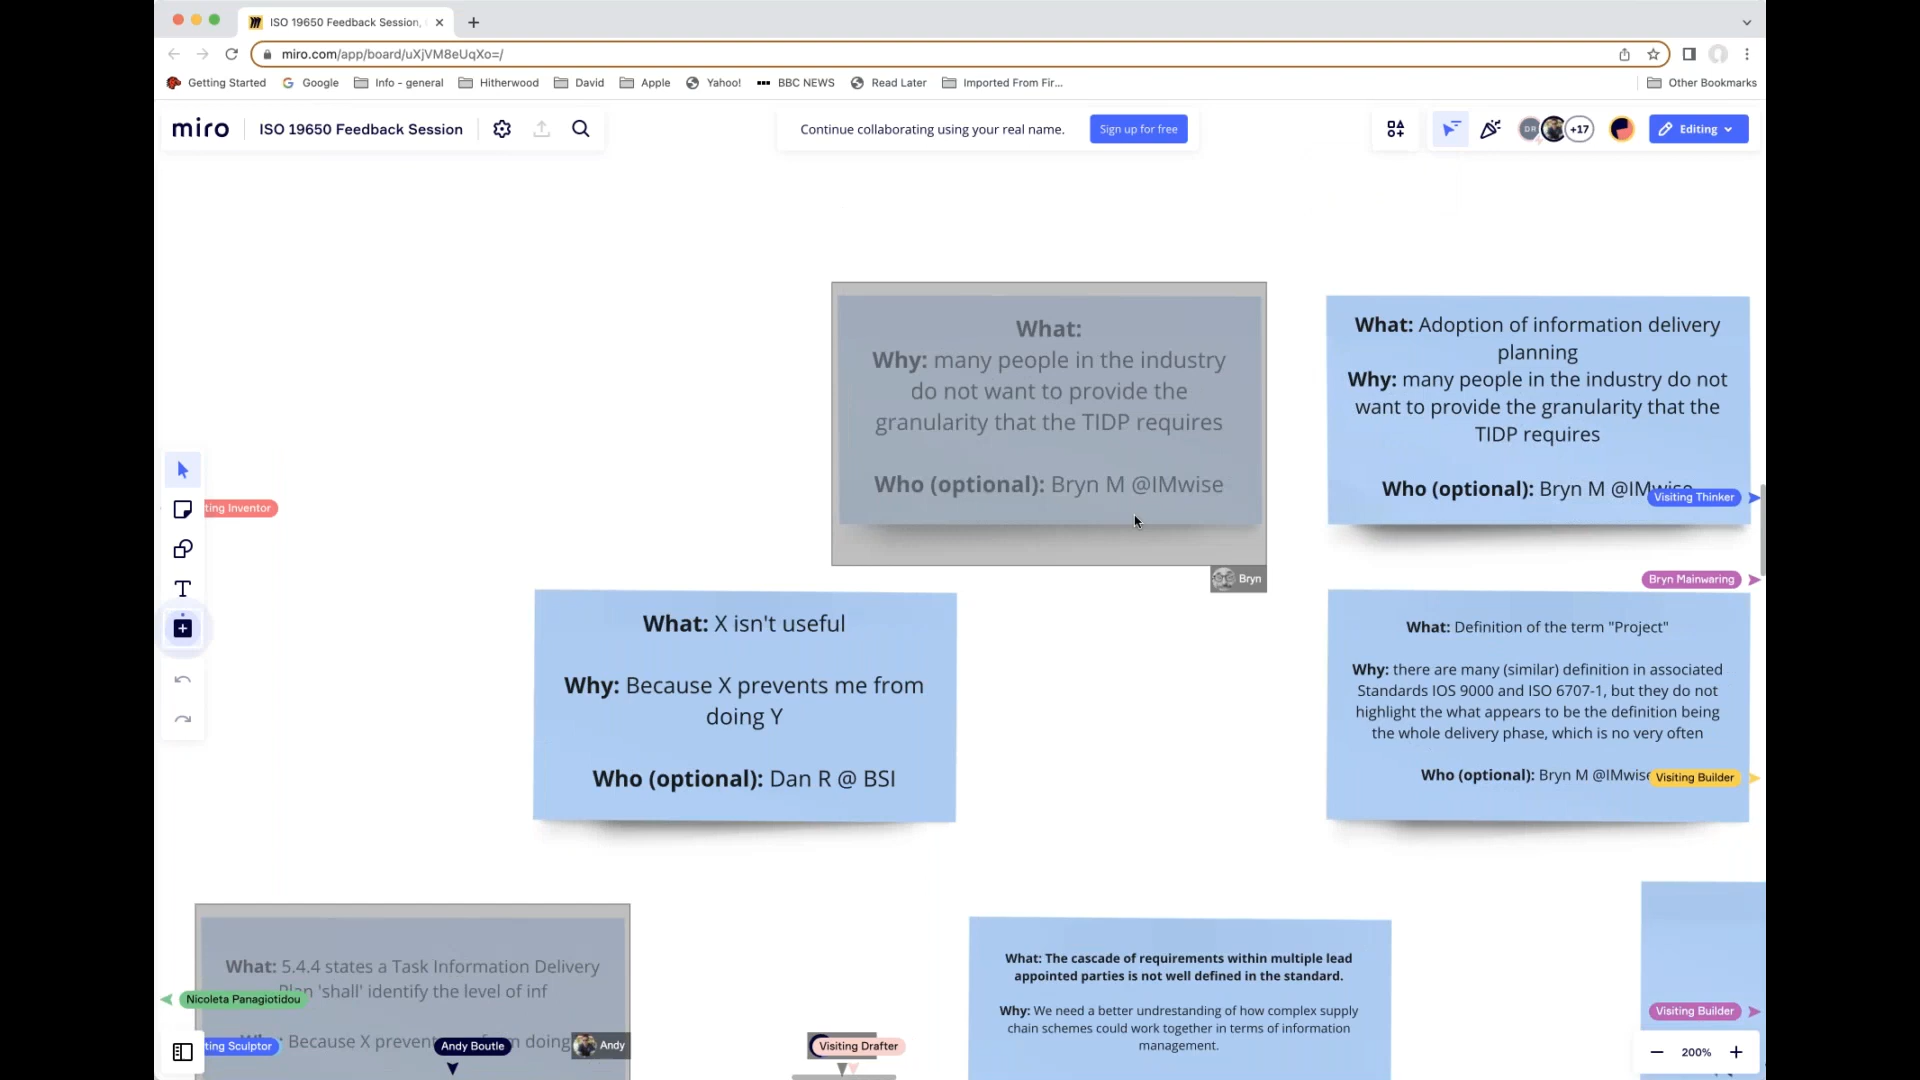 ISO 19650 Feedback Session,
miro.com/app/board/uXjVM8eUqXo=/
Getting Started
Google
Info - general
Hitherwood
David
Apple
Yahoo!
BBC NEWS
Read Later
Imported From Fir...
Other Bookmarks
miro
ISO 19650 Feedback Session
Continue collaborating using your real name.
Sign up for free
DR
+17
Editing
What:
Why: many people in the industry
do not want to provide the
granularity that the TIDP requires
Who (optional): Bryn M @IMwise
Bryn
What: Adoption of information delivery
planning
Why: many people in the industry do not
want to provide the granularity that the
TIDP requires
Who (optional): Bryn M @IMwise
Visiting Thinker
ting Inventor
T
Bryn Mainwaring
What: X isn't useful
Why: Because X prevents me from
doing Y
Who (optional): Dan R @ BSI
What: Definition of the term "Project"
Why: there are many (similar) definition in associated
Standards IOS 9000 and ISO 6707-1, but they do not
highlight the what appears to be the definition being
the whole delivery phase, which is no very often
Who (optional): Bryn M @IMwise
Visiting Builder
What: 5.4.4 states a Task Information Delivery
Plan 'shall' identify the level of inf
Nicoleta Panagiotidou
: Because X prevent doing
ting Sculptor
Andy Boutle
Andy
Visiting Drafter
What: The cascade of requirements within multiple lead
appointed parties is not well defined in the standard.
Why: We need a better undrestanding of how complex supply
chain schemes could work together in terms of information
management.
Visiting Builder
200%